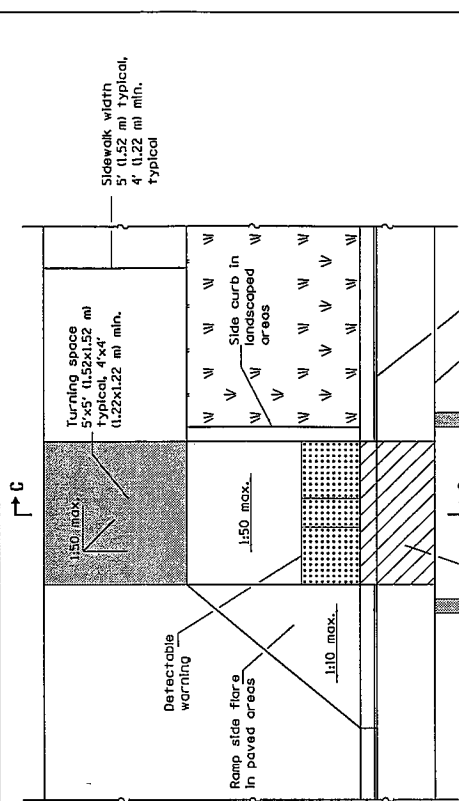 C
Sidewalk width
5' (1.52 m) typical,
4' (1.22 m) min.
typical
Turning space
5'x5' (1.52x1.52 m)
typical, 4'x4'
(1.22x1.22 m) min.
1:50 max.
Side curb in
landscaped
areas
1:50 max.
Detectable
warning
Ramp side flare
in paved areas
1:10 max.